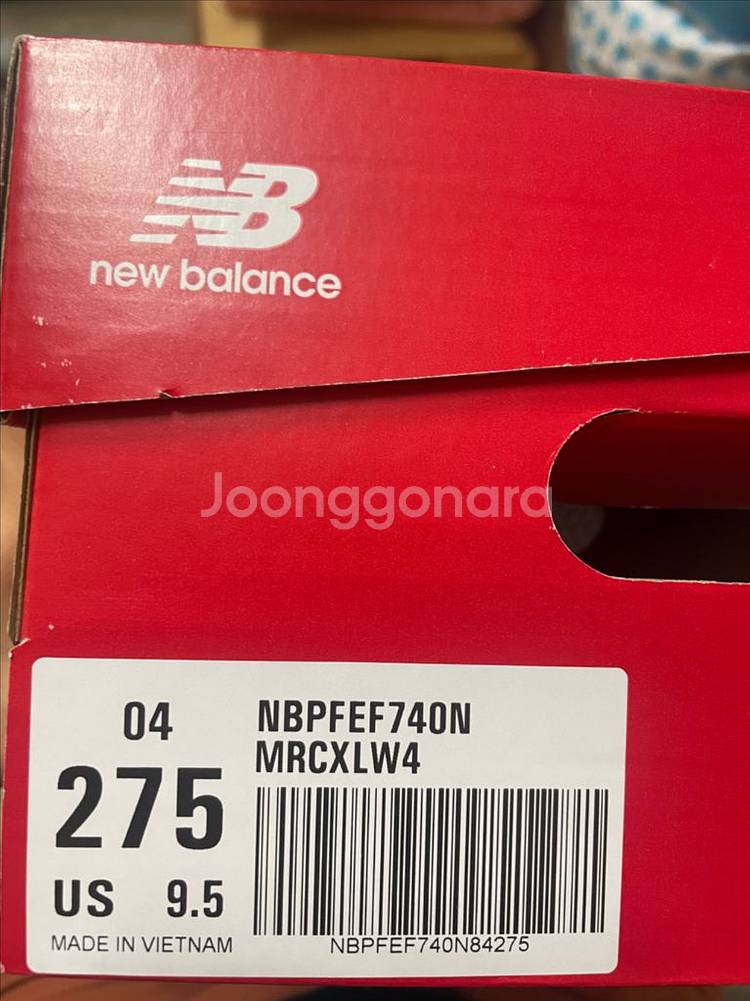 NB
new balance
Joonggonara
04
275
US 9.5
MADE IN VIETNAM
NBPFEF740N
MRCXLW4
NBPFEF740N84275